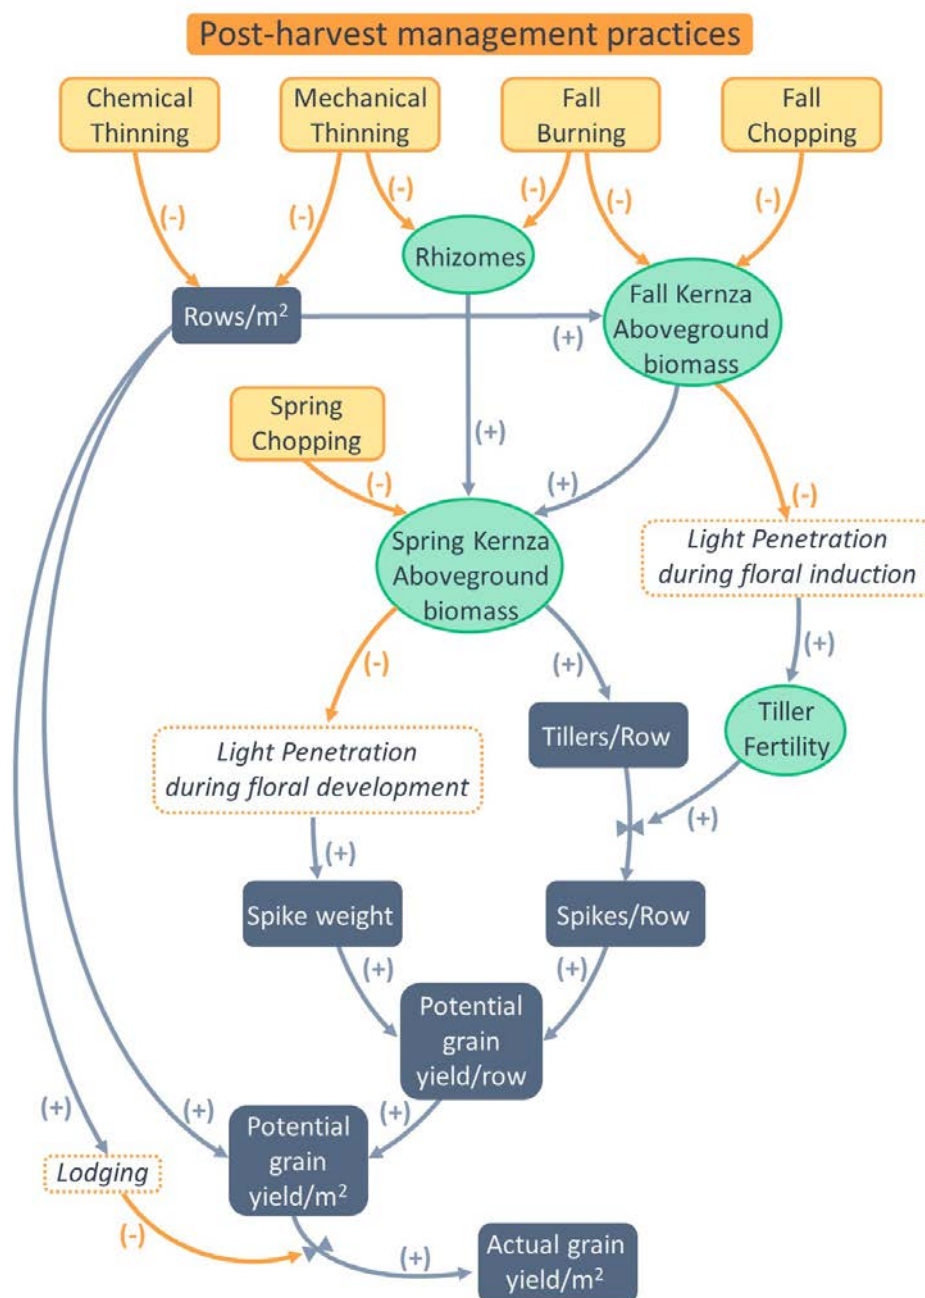 Post-harvest management practices
Chemical
Thinning
Mechanical
Thinning
Fall
Burning
Fall
Chopping
(-)
(-)
(-)
(-)
(-)
(-)
Rhizomes
Rows/m²
Fall Kernza
Aboveground
biomass
(+)
Spring
Chopping
(+)
(-)
(+)
(-)
Spring Kernza
Aboveground
biomass
Light Penetration
during floral induction
(-)
(+)
(+)
Light Penetration
during floral development
Tillers/Row
Tiller
Fertility
(+)
(+)
Spike weight
Spikes/Row
(+)
(+)
Potential
grain
yield/row
(+)
(+)
(+)
Lodging
Potential
grain
yield/m²
(-)
(+)
Actual grain
yield/m²